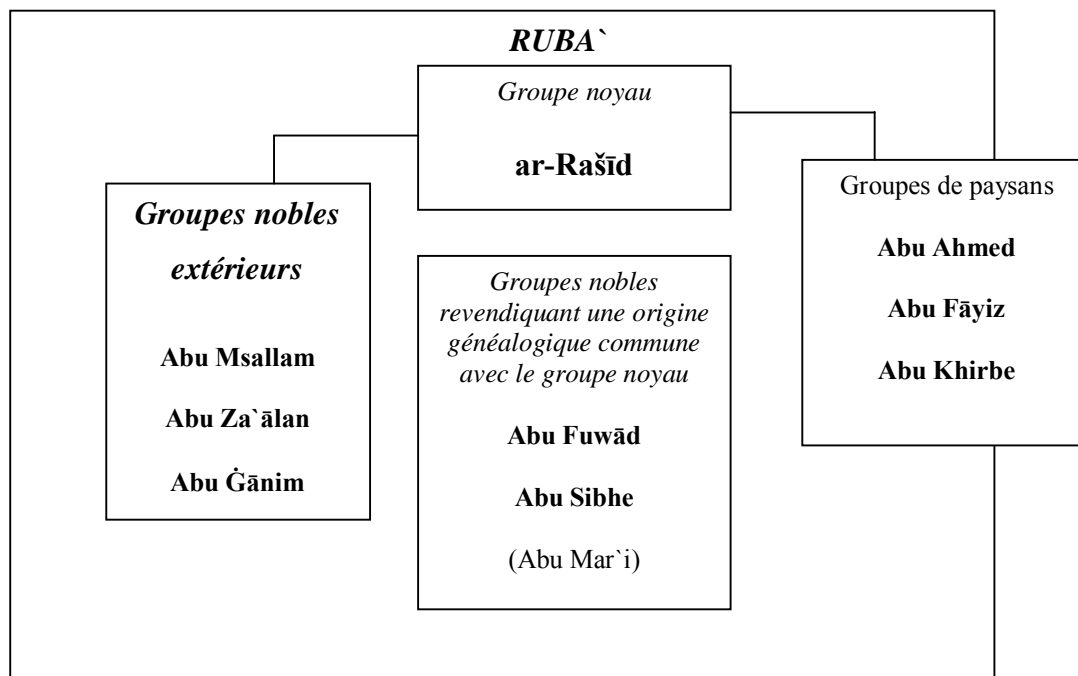 RUBA`
Groupe noyau
ar-Rašīd
Groupes nobles
extérieurs
Abu Msallam
Abu Za`ālan
Abu Ġānim
Groupes nobles
revendiquant une origine
généalogique commune
avec le groupe noyau
Abu Fuwād
Abu Sibhe
(Abu Mar`i)
Groupes de paysans
Abu Ahmed
Abu Fāyiz
Abu Khirbe